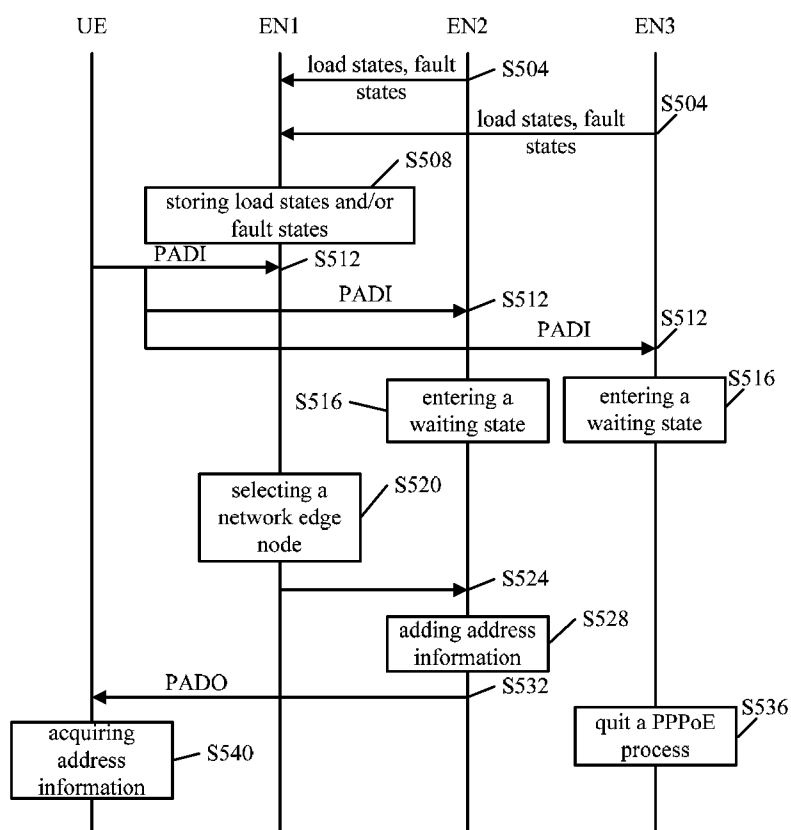 UE EN1 EN2 EN3
load states, fault
states
S504
load states, fault
states
S504
S508
storing load states and/or
fault states
PADI
S512
PADI
S512
PADI
S512
S516
entering a
waiting state
entering a
waiting state
S516
selecting a
network edge
node
S520
S524
adding address
information
S528
PADO
S532
quit a PPPoE
process
S536
acquiring
address
information
S540